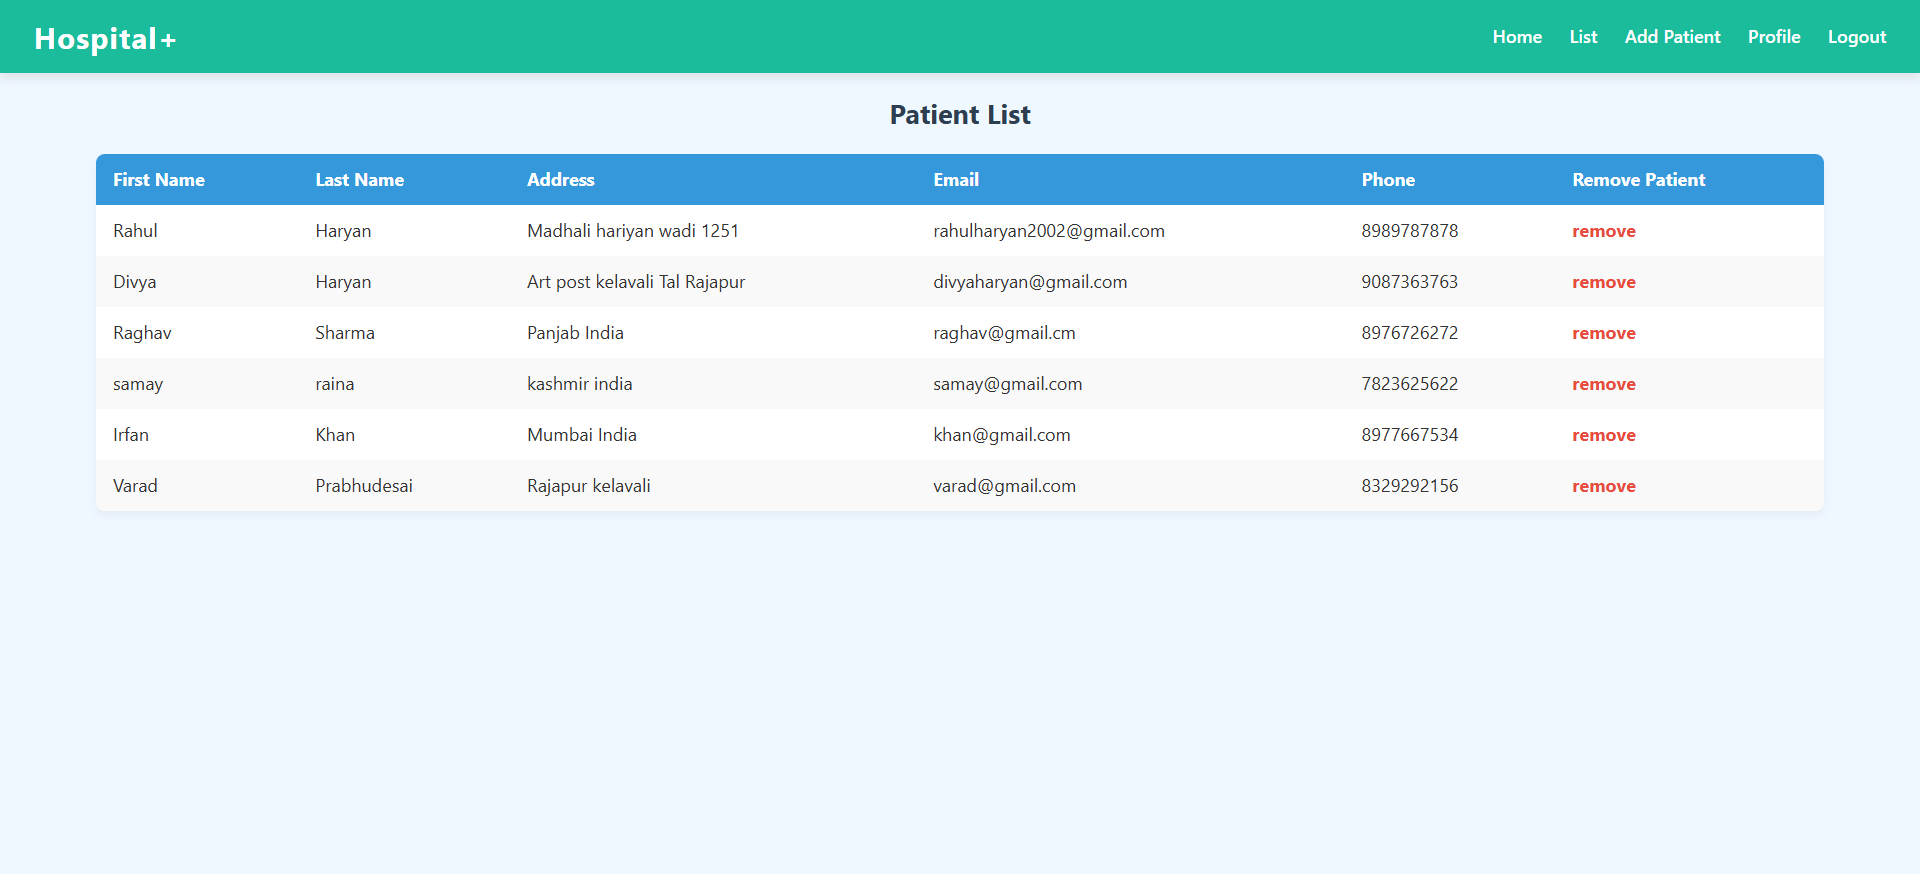 Hospital+
Home List Add Patient Profile Logout
Patient List
First Name Last Name Address Email Phone Remove Patient
Rahul Haryan Madhali hariyan wadi 1251 rahulharyan2002@gmail.com 8989787878 remove
Divya Haryan Art post kelavali Tal Rajapur divyaharyan@gmail.com 9087363763 remove
Raghav Sharma Panjab India raghav@gmail.cm 8976726272 remove
samay raina kashmir india samay@gmail.com 7823625622 remove
Irfan Khan Mumbai India khan@gmail.com 8977667534 remove
Varad Prabhudesai Rajapur kelavali varad@gmail.com 8329292156 remove